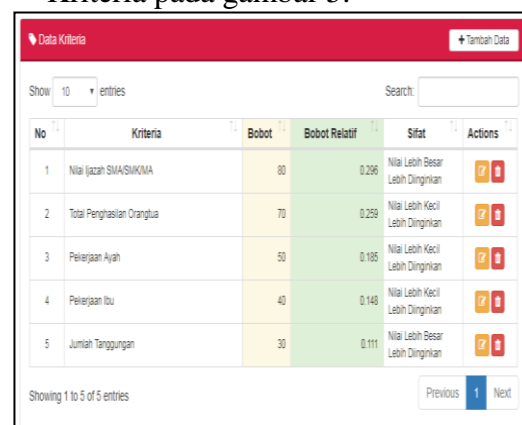 Kriteria pada gambar 3.
Data Kriteria
+ Tambah Data
Show 10 entries
Search:
No Kriteria Bobot Bobot Relatif Sifat Actions
1 Nilai Ijazah SMA/SMK/MA 80 0.296 Nilai Lebih Besar
Lebih Diinginkan
2 Total Penghasilan Orangtua 70 0.259 Nilai Lebih Kecil
Lebih Diinginkan
3 Pekerjaan Ayah 50 0.185 Nilai Lebih Kecil
Lebih Diinginkan
4 Pekerjaan Ibu 40 0.148 Nilai Lebih Kecil
Lebih Diinginkan
5 Jumlah Tanggungan 30 0.111 Nilai Lebih Besar
Lebih Diinginkan
Showing 1 to 5 of 5 entries
Previous 1 Next